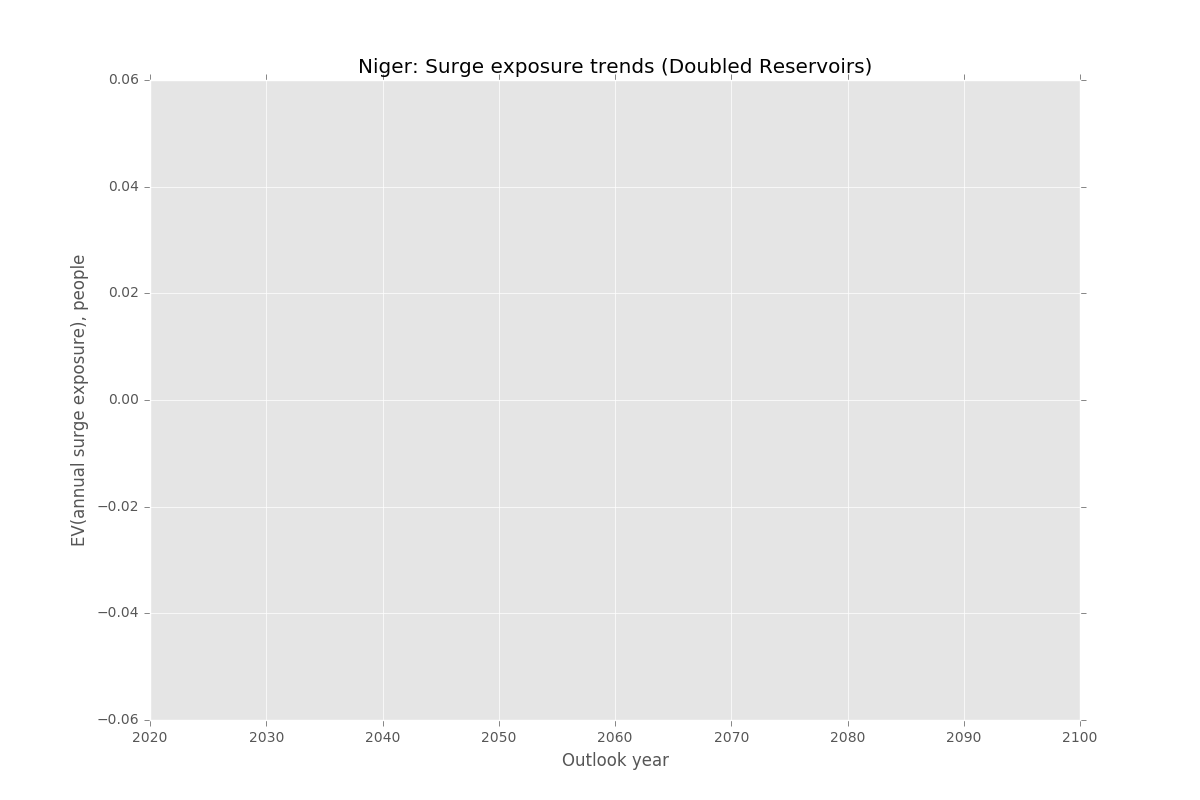 Niger: Surge exposure trends (Doubled Reservoirs)
0.06
0.04
0.02
0.00
−0.02
−0.04
−0.06
EV(annual surge exposure), people
2020 2030 2040 2050 2060 2070 2080 2090 2100
Outlook year